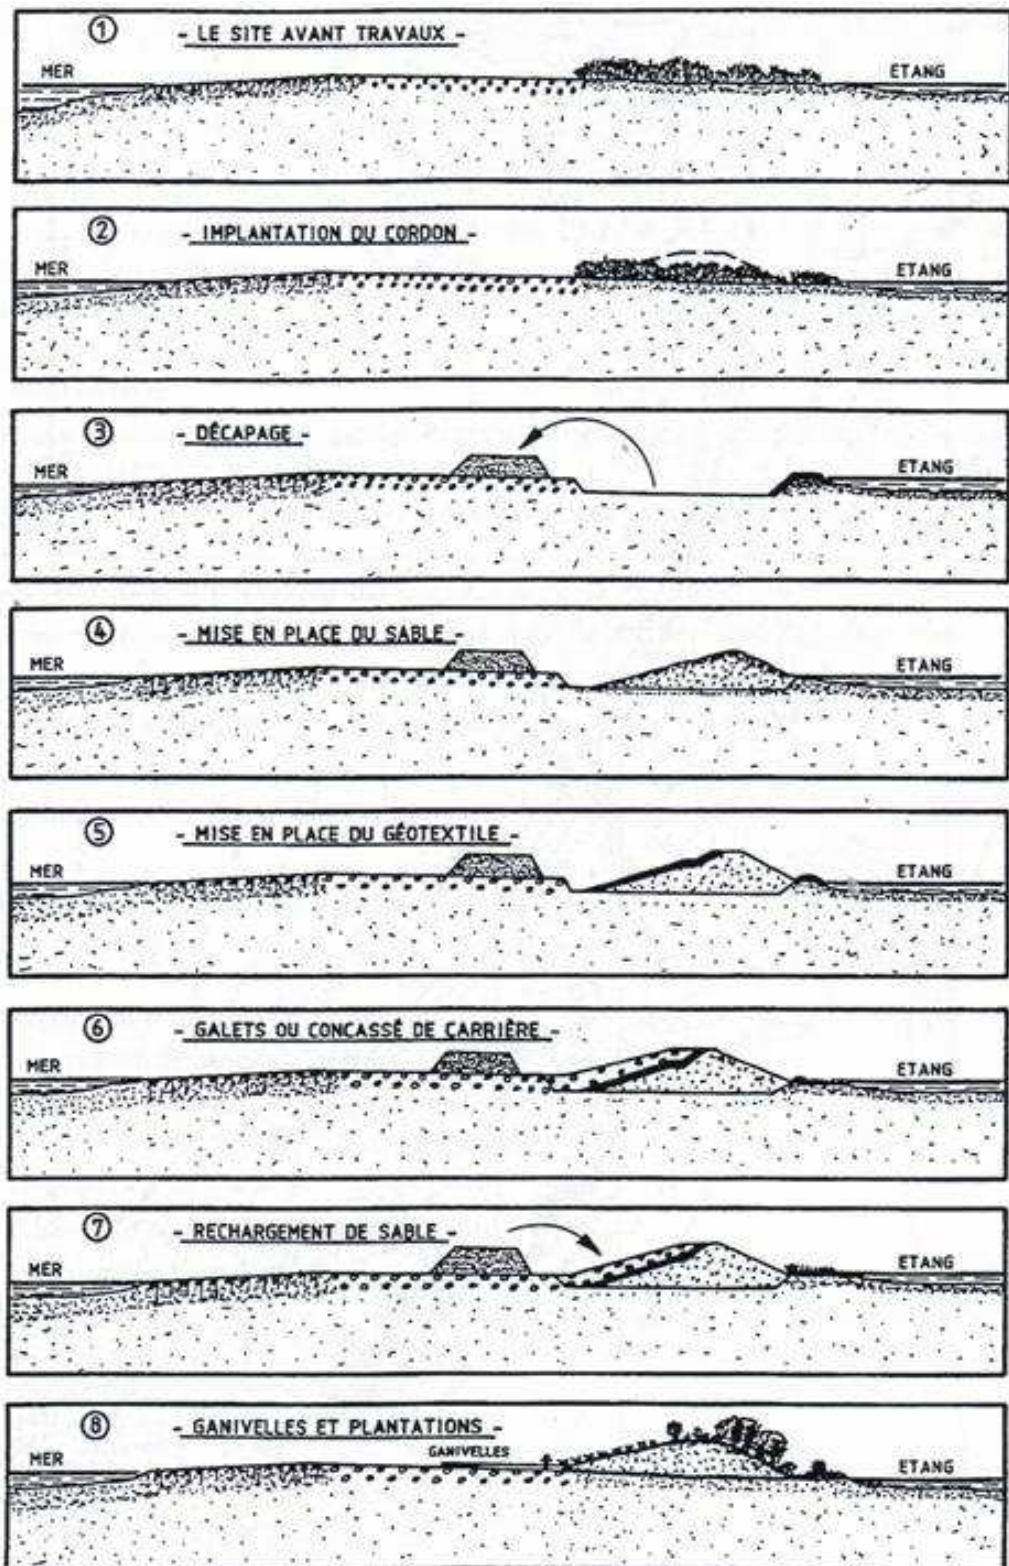 ① - LE SITE AVANT TRAVAUX -
MER ETANG
② - IMPLANTATION DU CORDON -
MER ETANG
③ - DÉCAPAGE -
MER ETANG
④ - MISE EN PLACE DU SABLE -
MER ETANG
⑤ - MISE EN PLACE DU GÉOTEXTILE -
MER ETANG
⑥ - GALETS OU CONCASSÉ DE CARRIÈRE -
MER ETANG
⑦ - RECHARGEMENT DE SABLE -
MER ETANG
⑧ - GANIVELLES ET PLANTATIONS -
MER GANIVELLES ETANG